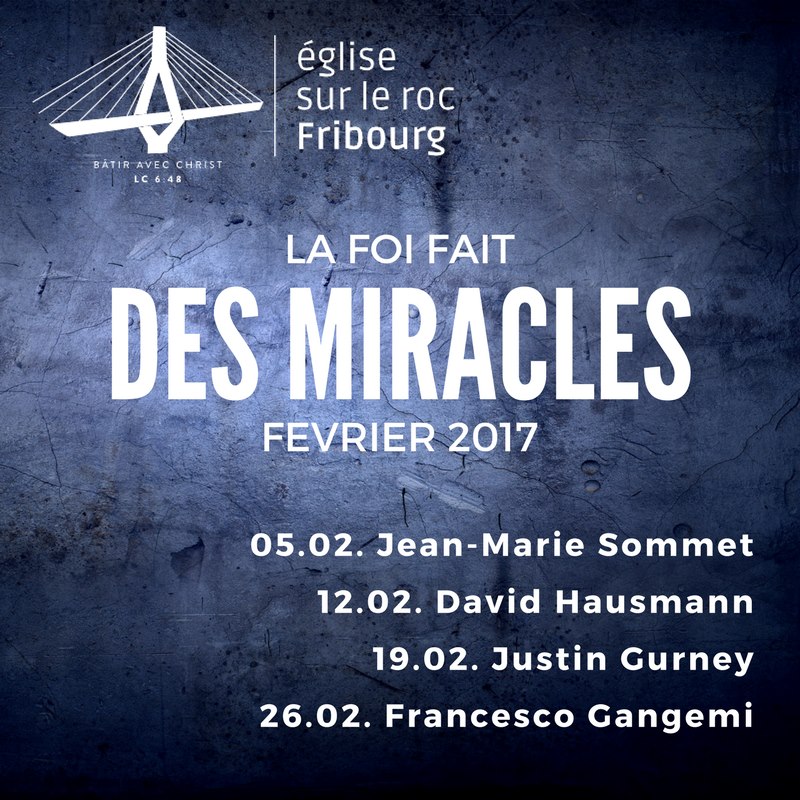 BÂTIR AVEC CHRIST
LC 6:48
église
sur le roc
Fribourg
LA FOI FAIT
DES MIRACLES
FEVRIER 2017
05.02. Jean-Marie Sommet
12.02. David Hausmann
19.02. Justin Gurney
26.02. Francesco Gangemi